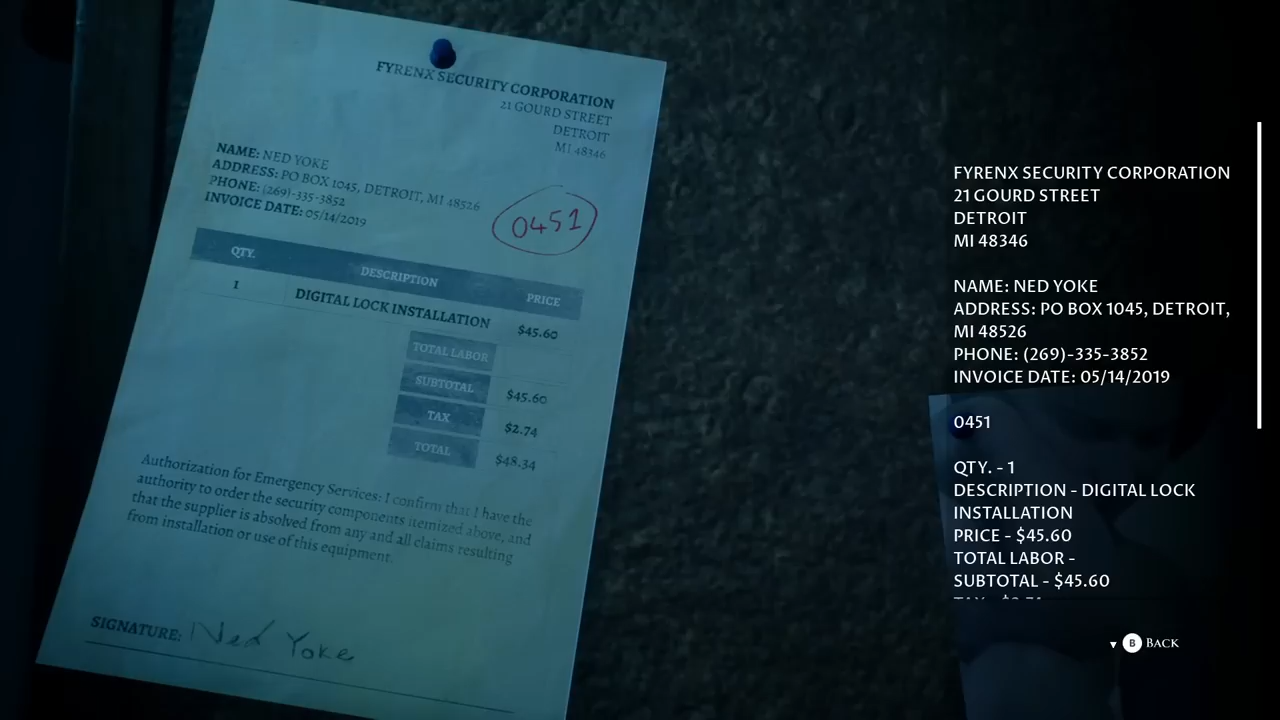 FYRENX SECURITY CORPORATION
21 GOURD STREET
DETROIT
MI 48346
NAME: NED YOKE
ADDRESS: PO BOX 1045, DETROIT, MI 48526
PHONE: (269)-335-3852
INVOICE DATE: 05/14/2019
0451
QTY. DESCRIPTION PRICE
1 DIGITAL LOCK INSTALLATION $45.60
TOTAL LABOR
SUBTOTAL $45.60
TAX $2.74
TOTAL $48.34
Authorization for Emergency Services: I confirm that I have the
authority to order the security components itemized above, and
that the supplier is absolved from any and all claims resulting
from installation or use of this equipment.
SIGNATURE: Ned Yoke
FYRENX SECURITY CORPORATION
21 GOURD STREET
DETROIT
MI 48346
NAME: NED YOKE
ADDRESS: PO BOX 1045, DETROIT,
MI 48526
PHONE: (269)-335-3852
INVOICE DATE: 05/14/2019
0451
QTY. - 1
DESCRIPTION - DIGITAL LOCK
INSTALLATION
PRICE - $45.60
TOTAL LABOR -
SUBTOTAL - $45.60
TAX - $2.74
B BACK